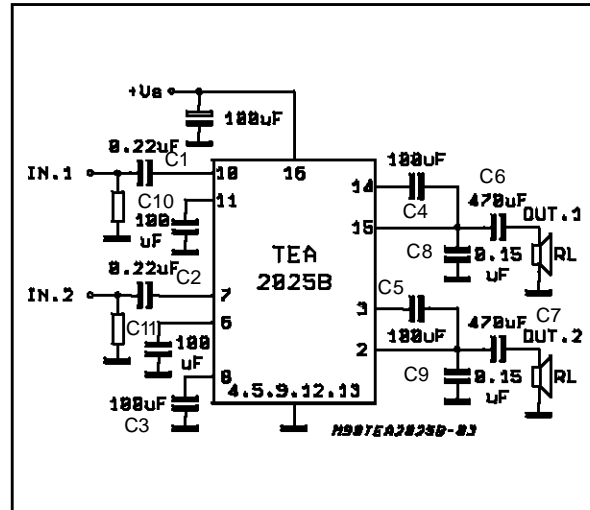 +Vs
100uF
0.22uF
C1
IN.1
10
16
C10
11
100
uF
14
100uF
C4
C6
470uF
OUT.1
15
C8
0.15
uF
RL
TEA
2025B
0.22uF
C2
IN.2
7
C11
6
100
uF
C5
3
100uF
C7
470uF
OUT.2
2
C9
0.15
uF
RL
8
100uF
C3
4.5.9.12.13
M90TEA2025B-03